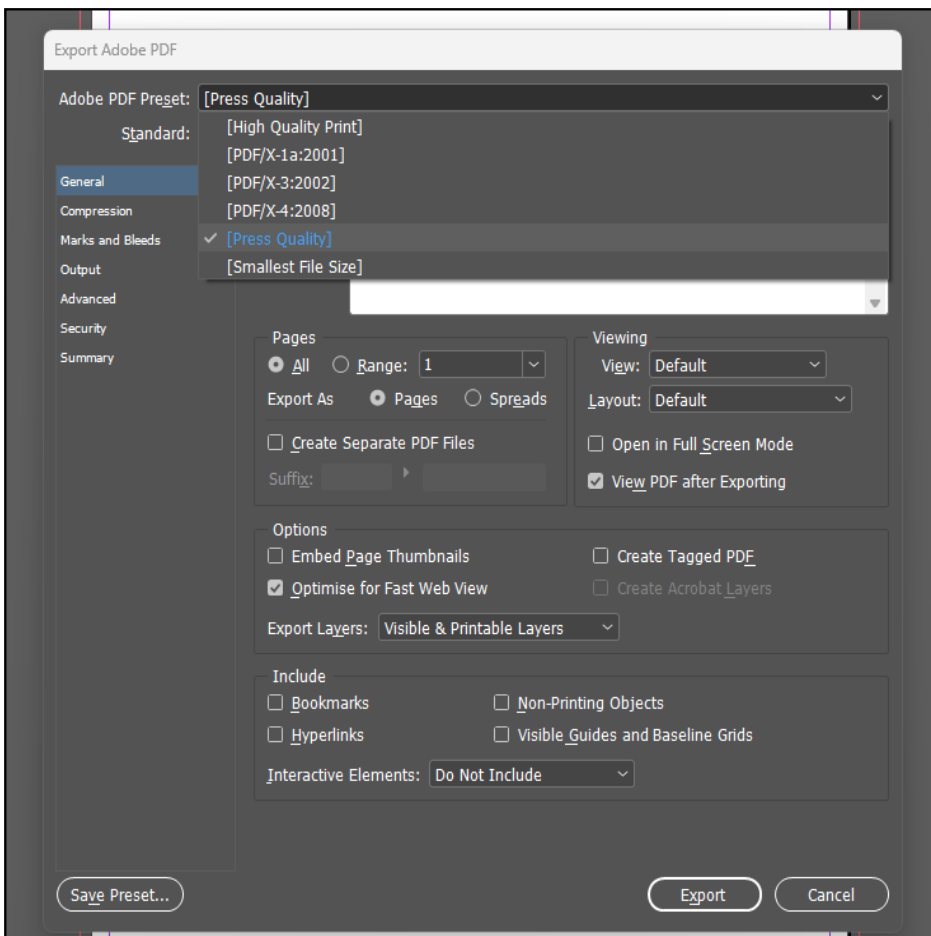 Export Adobe PDF
Adobe PDF Preset: [Press Quality]
Standard:
[High Quality Print]
[PDF/X-1a:2001]
[PDF/X-3:2002]
[PDF/X-4:2008]
[Press Quality]
[Smallest File Size]
General
Compression
Marks and Bleeds
Output
Advanced
Security
Summary
Pages
All Range: 1
Export As Pages Spreads
Create Separate PDF Files
Suffix:
Viewing
View: Default
Layout: Default
Open in Full Screen Mode
View PDF after Exporting
Options
Embed Page Thumbnails
Create Tagged PDF
Optimise for Fast Web View
Create Acrobat Layers
Export Layers: Visible & Printable Layers
Include
Bookmarks
Non-Printing Objects
Hyperlinks
Visible Guides and Baseline Grids
Interactive Elements: Do Not Include
Save Preset...
Export
Cancel